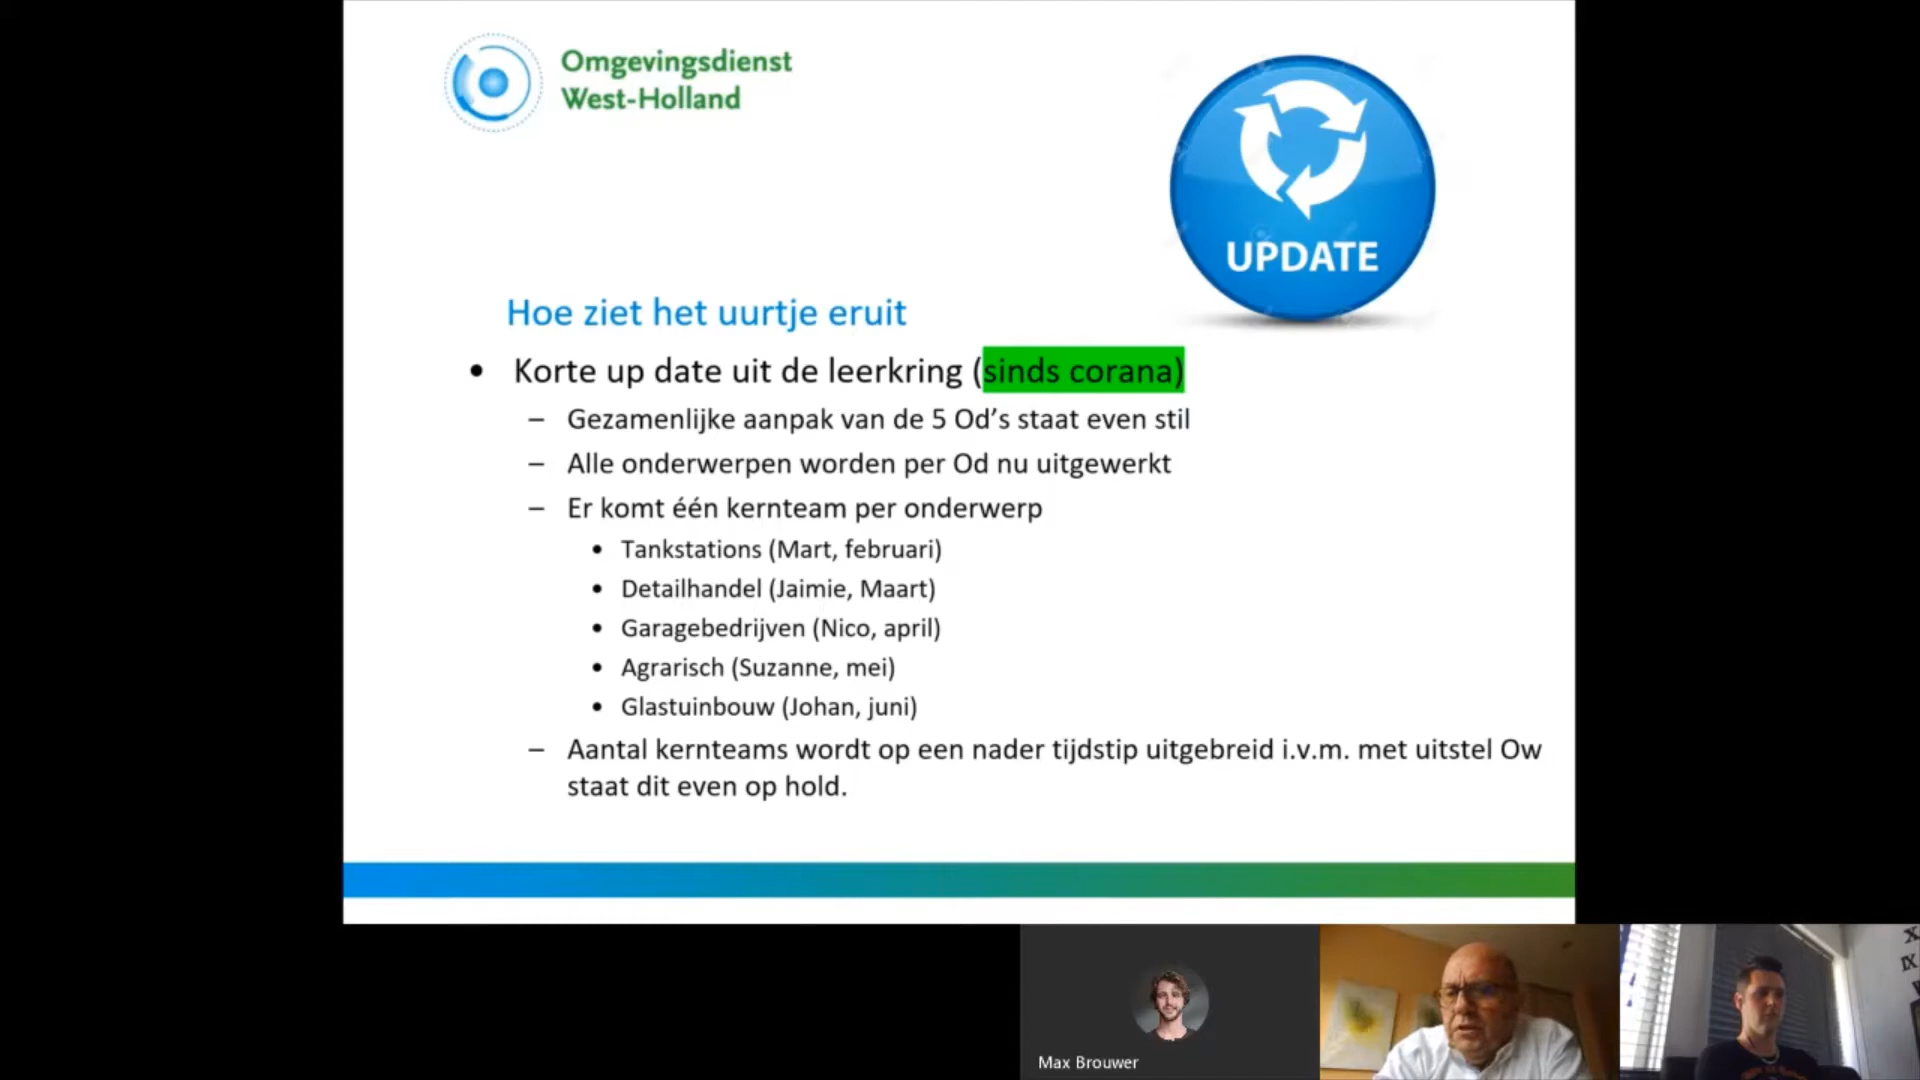 Omgevingsdienst
West-Holland
UPDATE
Hoe ziet het uurtje eruit
• Korte up date uit de leerkring (sinds corana)
– Gezamenlijke aanpak van de 5 Od’s staat even stil
– Alle onderwerpen worden per Od nu uitgewerkt
– Er komt één kernteam per onderwerp
• Tankstations (Mart, februari)
• Detailhandel (Jaimie, Maart)
• Garagebedrijven (Nico, april)
• Agrarisch (Suzanne, mei)
• Glastuinbouw (Johan, juni)
– Aantal kernteams wordt op een nader tijdstip uitgebreid i.v.m. met uitstel Ow
staat dit even op hold.
Max Brouwer
X
IX